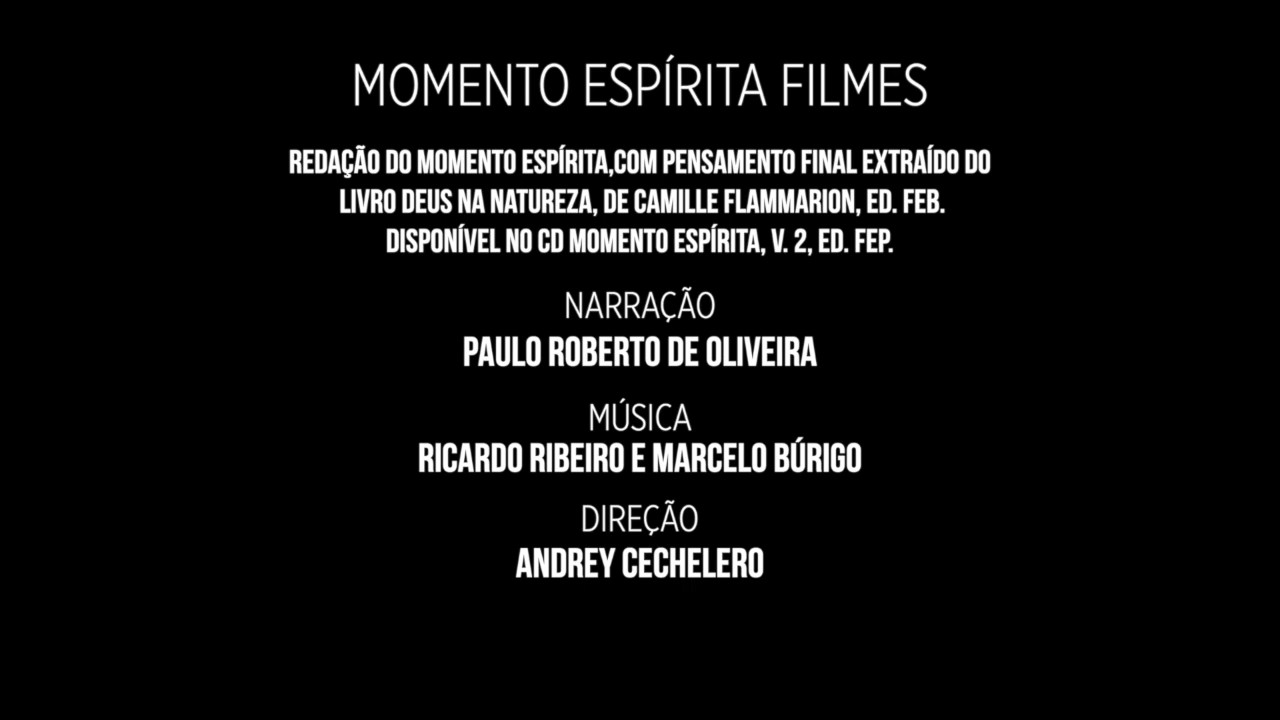 MOMENTO ESPÍRITA FILMES
REDAÇÃO DO MOMENTO ESPÍRITA,COM PENSAMENTO FINAL EXTRAÍDO DO
LIVRO DEUS NA NATUREZA, DE CAMILLE FLAMMARION, ED. FEB.
DISPONÍVEL NO CD MOMENTO ESPÍRITA, V. 2, ED. FEP.
NARRAÇÃO
PAULO ROBERTO DE OLIVEIRA
MÚSICA
RICARDO RIBEIRO E MARCELO BÚRIGO
DIREÇÃO
ANDREY CECHELERO